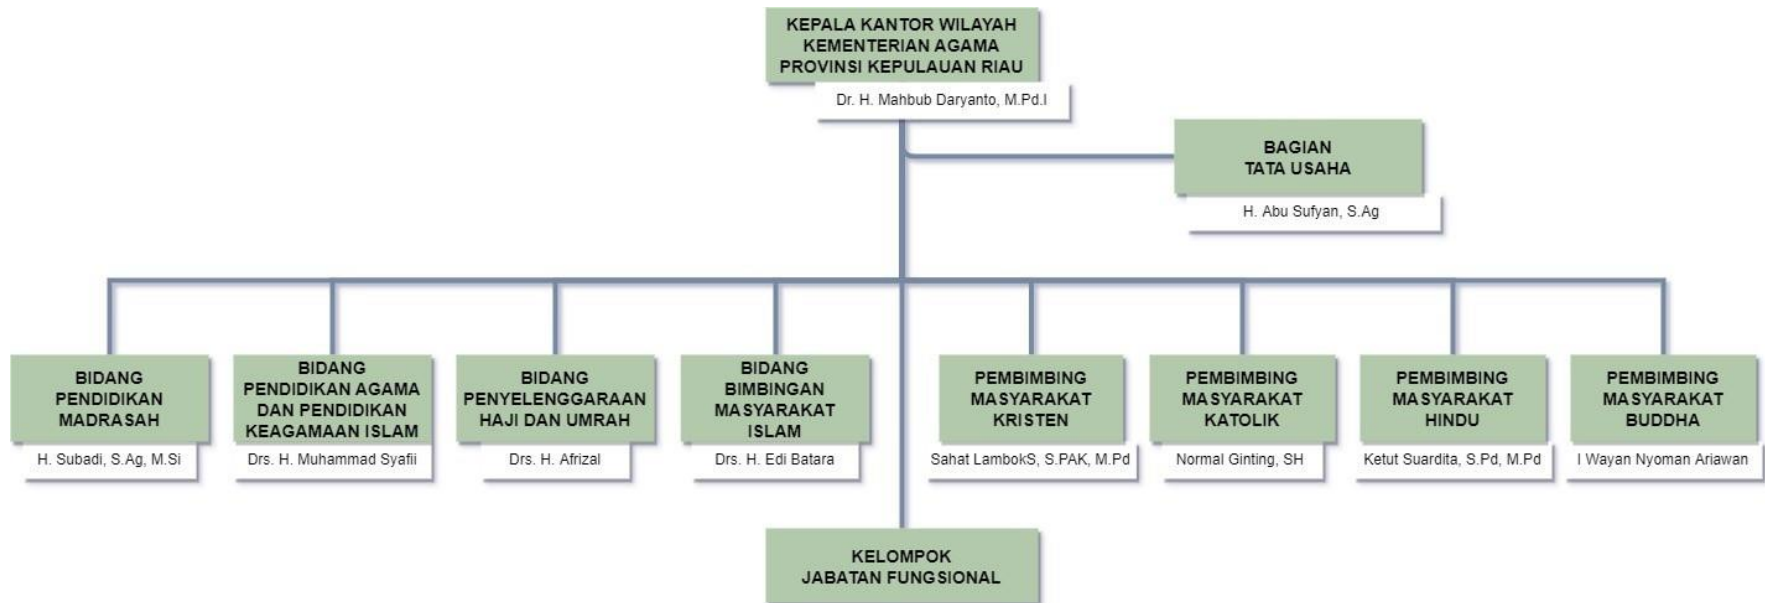 KEPALA KANTOR WILAYAH
KEMENTERIAN AGAMA
PROVINSI KEPULAUAN RIAU
Dr. H. Mahbub Daryanto, M.Pd.I
BAGIAN
TATA USAHA
H. Abu Sufyan, S.Ag
BIDANG
PENDIDIKAN
MADRASAH
H. Subadi, S.Ag, M.Si
BIDANG
PENDIDIKAN AGAMA
DAN PENDIDIKAN
KEAGAMAAN ISLAM
Drs. H. Muhammad Syafii
BIDANG
PENYELENGGARAAN
HAJI DAN UMRAH
Drs. H. Afrizal
BIDANG
BIMBINGAN
MASYARAKAT
ISLAM
Drs. H. Edi Batara
PEMBIMBING
MASYARAKAT
KRISTEN
Sahat LambokS, S.PAK, M.Pd
PEMBIMBING
MASYARAKAT
KATOLIK
Normal Ginting, SH
PEMBIMBING
MASYARAKAT
HINDU
Ketut Suardita, S.Pd, M.Pd
PEMBIMBING
MASYARAKAT
BUDDHA
I Wayan Nyoman Ariawan
KELOMPOK
JABATAN FUNGSIONAL